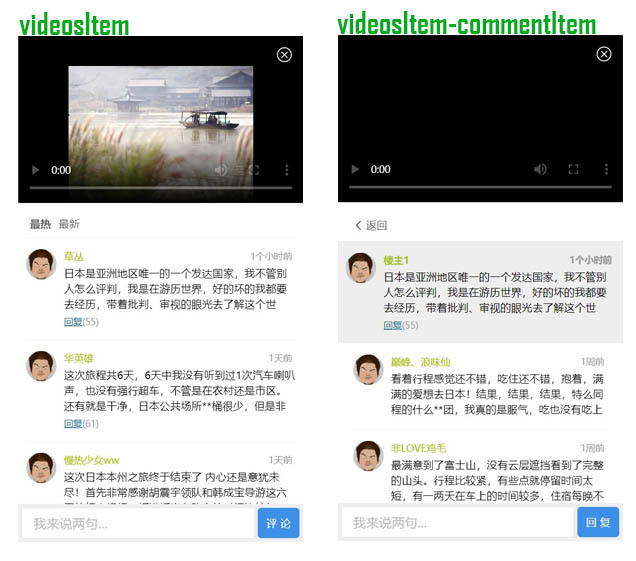 videosItem
0:00
最热 最新
草丛 1个小时前
日本是亚洲地区唯一的一个发达国家，我不管别
人怎么评判，我是在游历世界，好的坏的我都要
去经历，带着批判、审视的眼光去了解这个世
回复(55)
华英雄 1天前
这次旅程共6天，6天中我没有听到过1次汽车喇叭
声，也没有强行超车，不管是在农村还是市区。
还有就是干净，日本公共场所**桶很少，但是非
回复(61)
慢热少女ww 1天前
这次日本本州之旅终于结束了 内心还是意犹未
尽！首先非常感谢胡震宇领队和韩成宝导游这六
我来说两句... 评 论
videosItem-commentItem
0:00
返回
楼主1 1个小时前
日本是亚洲地区唯一的一个发达国家，我不管别
人怎么评判，我是在游历世界，好的坏的我都要
去经历，带着批判、审视的眼光去了解这个世
回复(55)
巅峰、浪味仙 1周前
看着行程感觉还不错，吃住还不错，抱着，满
满的爱想去日本！结果，结果，结果，特么同
程的什么**团，我真的是服气，吃也没有吃上
非LOVE鸡毛 1周前
最满意到了富士山，没有云层遮挡看到了完整
的山头。行程比较紧，有些点就停留时间太
短，有一两天在车上的时间较多，住宿每晚不
我来说两句... 回 复